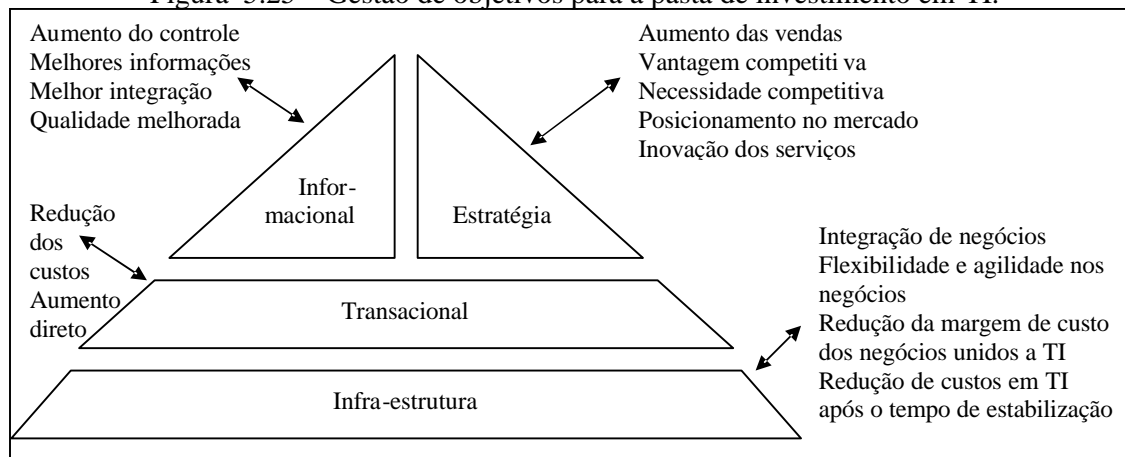 Figura 3.23 – Gestão de objetivos para a pasta de investimento em TI.
Aumento do controle
Melhores informações
Melhor integração
Qualidade melhorada
Aumento das vendas
Vantagem competiti va
Necessidade competitiva
Posicionamento no mercado
Inovação dos serviços
Infor-
macional
Estratégia
Redução
dos
custos
Aumento
direto
Transacional
Integração de negócios
Flexibilidade e agilidade nos
negócios
Redução da margem de custo
dos negócios unidos a TI
Redução de custos em TI
após o tempo de estabilização
Infra-estrutura